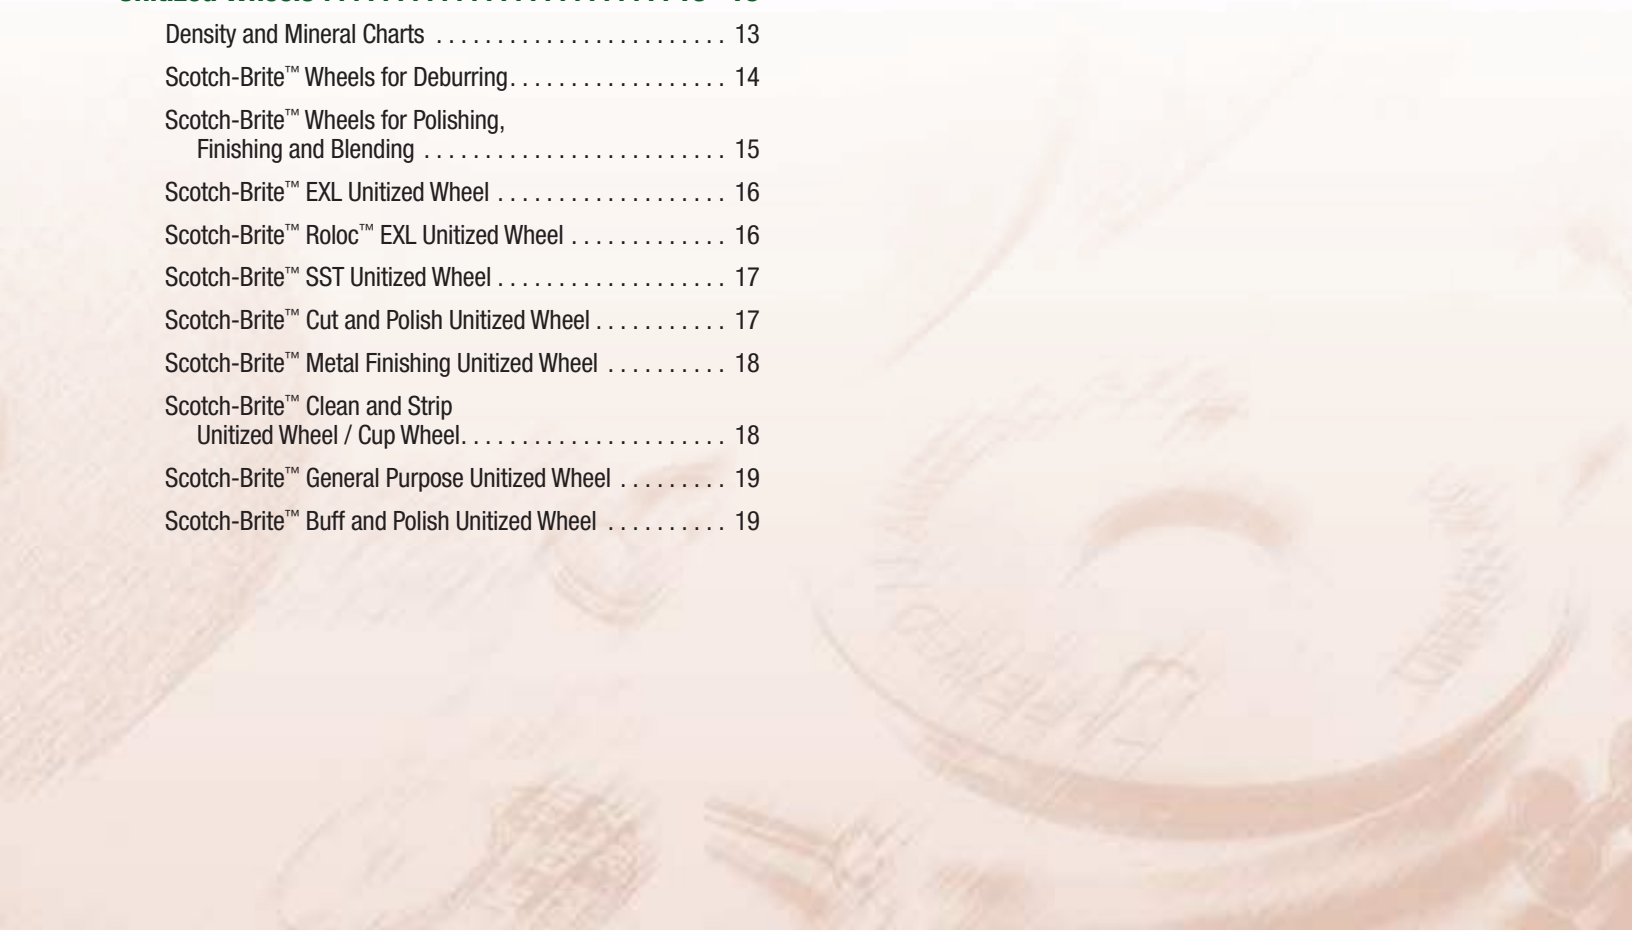 Density and Mineral Charts . . . . . . . . . . . . . . . . . . . . . . . . 13
Scotch-Brite™ Wheels for Deburring. . . . . . . . . . . . . . . . . . 14
Scotch-Brite™ Wheels for Polishing,
Finishing and Blending . . . . . . . . . . . . . . . . . . . . . . . . . 15
Scotch-Brite™ EXL Unitized Wheel . . . . . . . . . . . . . . . . . . . 16
Scotch-Brite™ Roloc™ EXL Unitized Wheel . . . . . . . . . . . . . 16
Scotch-Brite™ SST Unitized Wheel . . . . . . . . . . . . . . . . . . . 17
Scotch-Brite™ Cut and Polish Unitized Wheel . . . . . . . . . . . 17
Scotch-Brite™ Metal Finishing Unitized Wheel . . . . . . . . . . 18
Scotch-Brite™ Clean and Strip
Unitized Wheel / Cup Wheel. . . . . . . . . . . . . . . . . . . . . . 18
Scotch-Brite™ General Purpose Unitized Wheel . . . . . . . . . 19
Scotch-Brite™ Buff and Polish Unitized Wheel . . . . . . . . . . 19